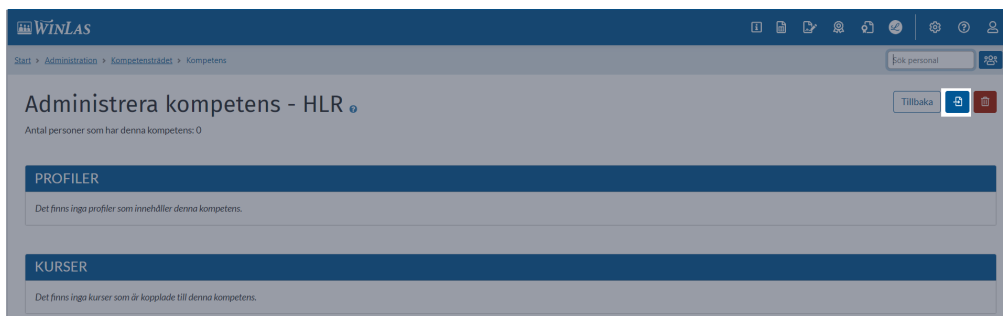 WINLAS
Start > Administration > Kompetensträdet > Kompetens
Sök personal
Administrera kompetens - HLR
Tillbaka
Antal personer som har denna kompetens: 0
PROFILER
Det finns inga profiler som innehåller denna kompetens.
KURSER
Det finns inga kurser som är kopplade till denna kompetens.